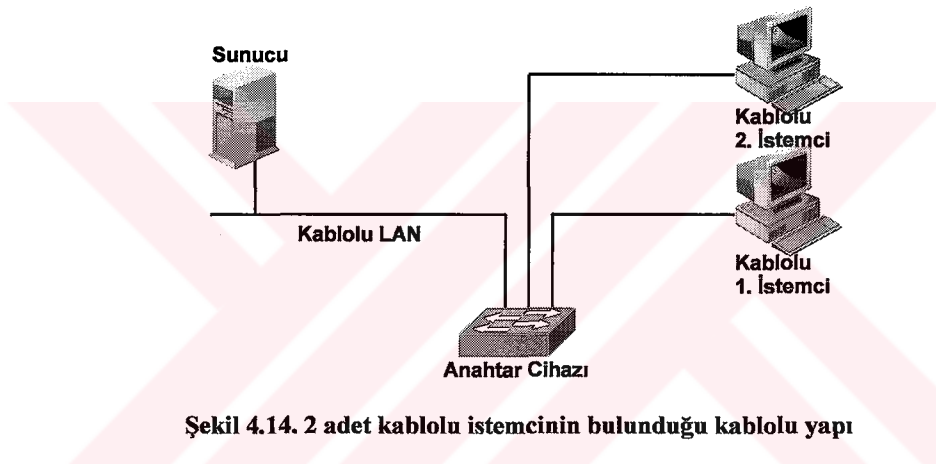 Sunucu
Kablolu
2. İstemci
Kablolu LAN
Kablolu
1. İstemci
Anahtar Cihazı
Şekil 4.14. 2 adet kablolu istemcinin bulunduğu kablolu yapı